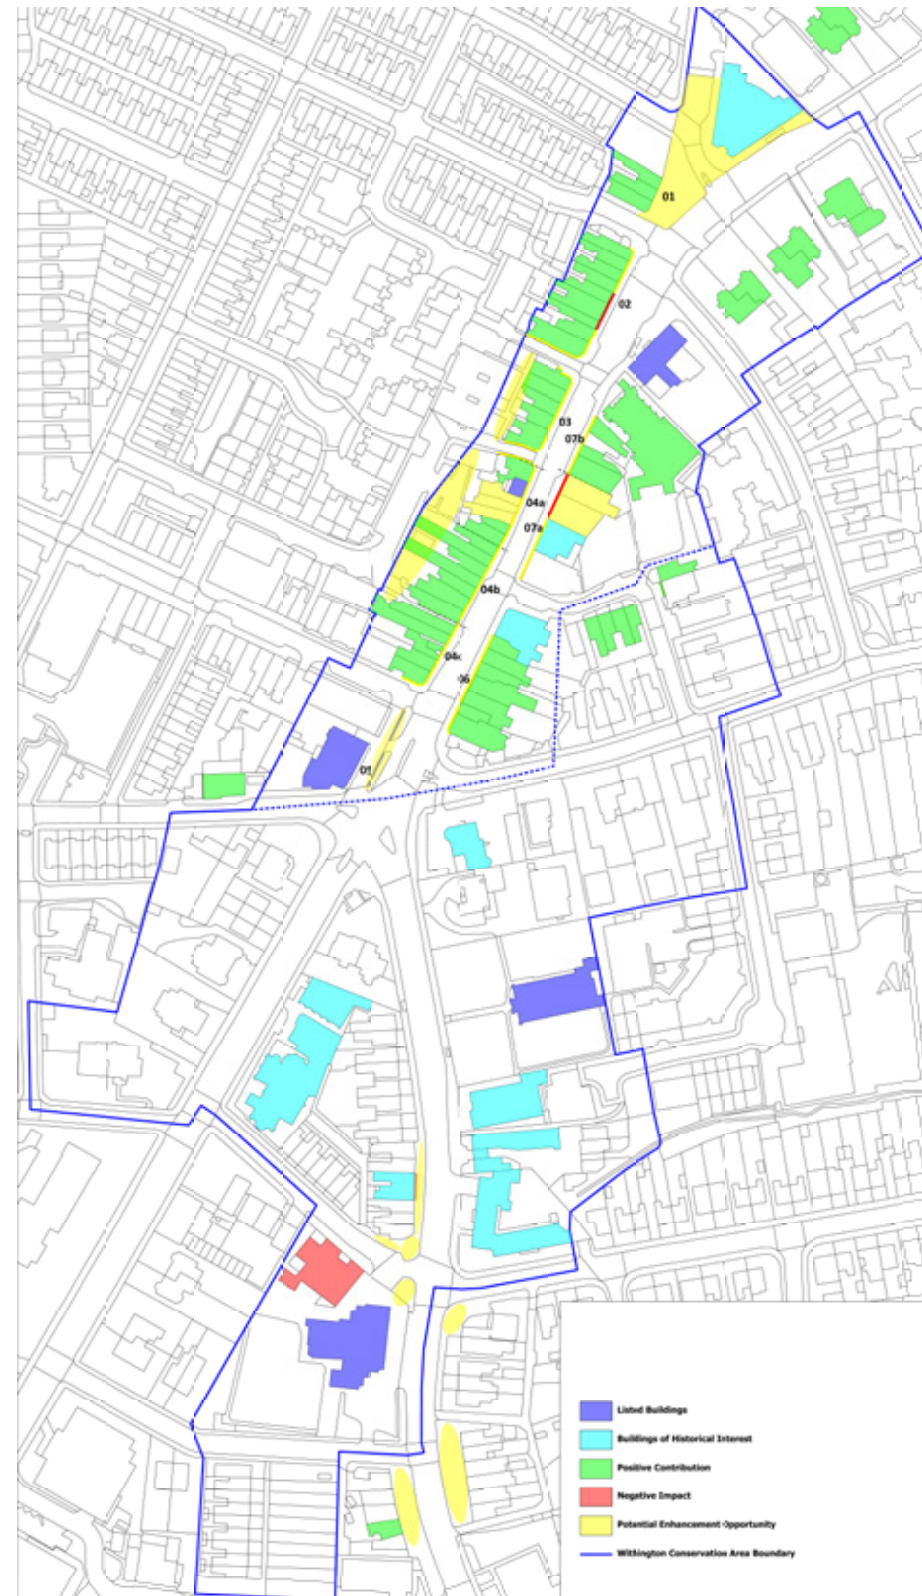 01
02
03
07b
04a
07a
04b
04c
06
Listed Buildings
Buildings of Historical Interest
Positive Contribution
Negative Impact
Potential Enhancement Opportunity
Withington Conservation Area Boundary